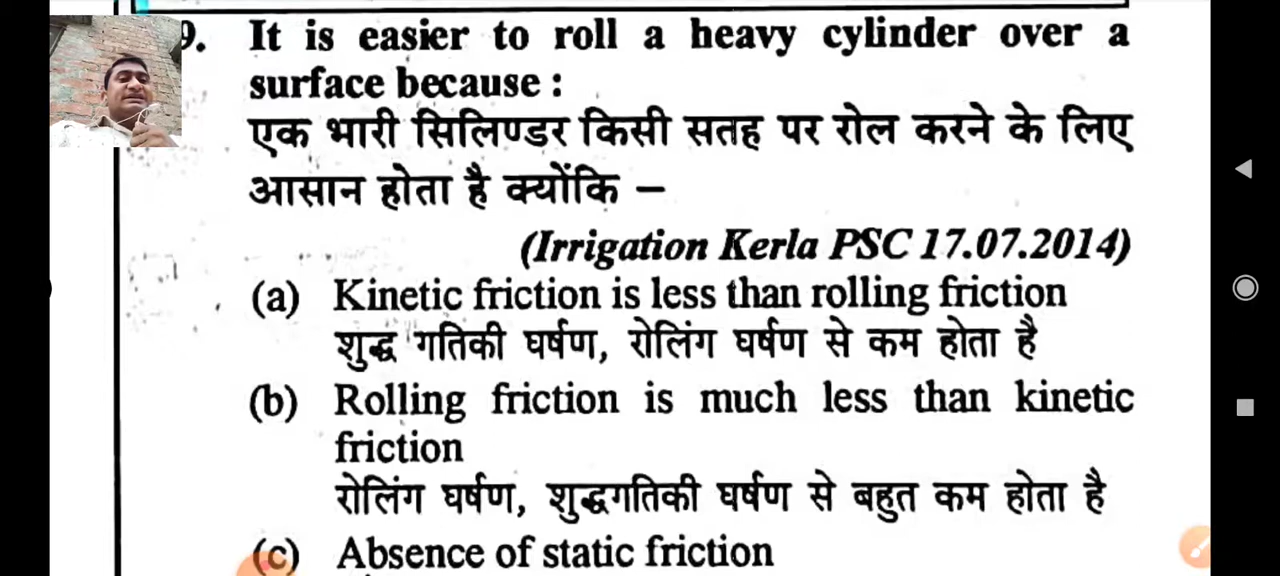 9. It is easier to roll a heavy cylinder over a
surface because :
एक भारी सिलिण्डर किसी सतह पर रोल करने के लिए
आसान होता है क्योंकि –
(Irrigation Kerla PSC 17.07.2014)
(a) Kinetic friction is less than rolling friction
शुद्ध गतिकी घर्षण, रोलिंग घर्षण से कम होता है
(b) Rolling friction is much less than kinetic
friction
रोलिंग घर्षण, शुद्धगतिकी घर्षण से बहुत कम होता है
(c) Absence of static friction